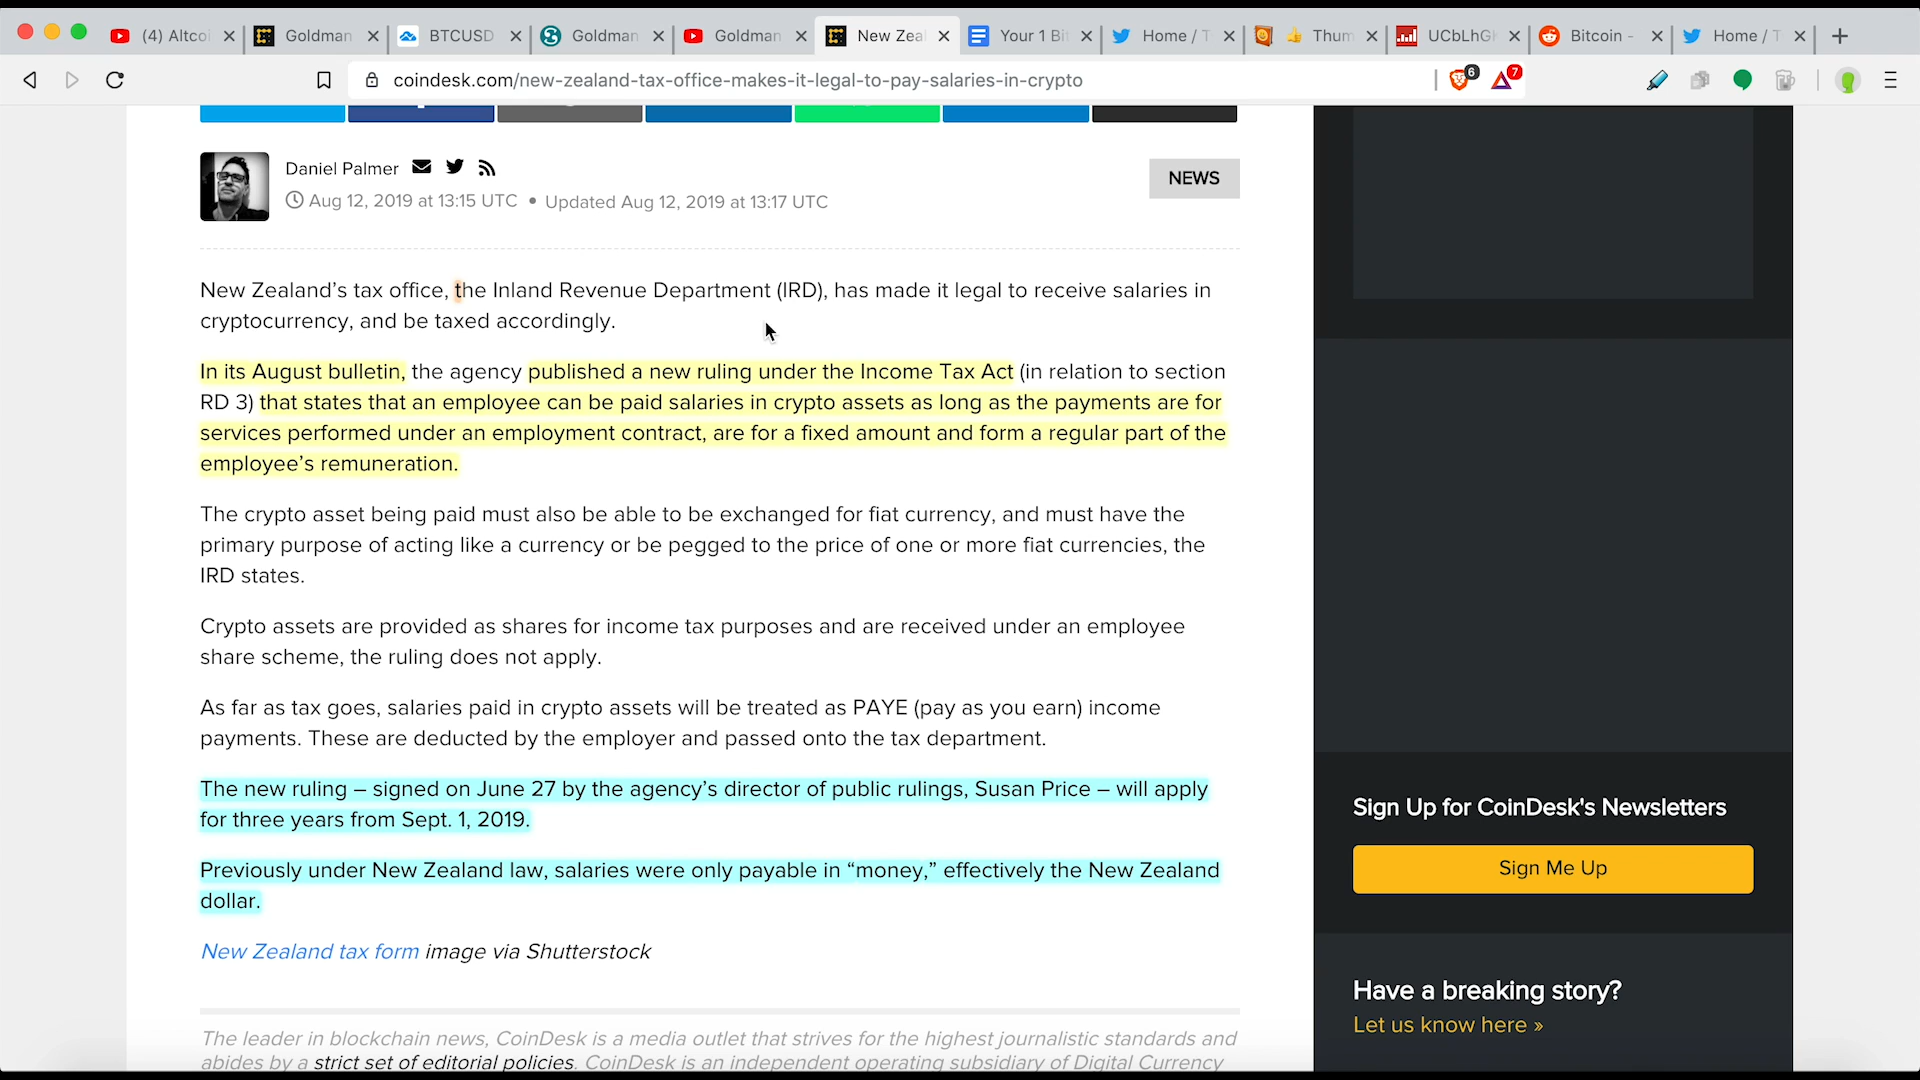 (4) Altco
Goldman
BTCUSD
Goldman
Goldman
New Zeal
Your 1 Bit
Home / T
Thum
UCbLhGK
Bitcoin -
Home / T
coindesk.com/new-zealand-tax-office-makes-it-legal-to-pay-salaries-in-crypto
6
7
Daniel Palmer
Aug 12, 2019 at 13:15 UTC • Updated Aug 12, 2019 at 13:17 UTC
NEWS
New Zealand’s tax office, the Inland Revenue Department (IRD), has made it legal to receive salaries in
cryptocurrency, and be taxed accordingly.
In its August bulletin, the agency published a new ruling under the Income Tax Act (in relation to section
RD 3) that states that an employee can be paid salaries in crypto assets as long as the payments are for
services performed under an employment contract, are for a fixed amount and form a regular part of the
employee’s remuneration.
The crypto asset being paid must also be able to be exchanged for fiat currency, and must have the
primary purpose of acting like a currency or be pegged to the price of one or more fiat currencies, the
IRD states.
Crypto assets are provided as shares for income tax purposes and are received under an employee
share scheme, the ruling does not apply.
As far as tax goes, salaries paid in crypto assets will be treated as PAYE (pay as you earn) income
payments. These are deducted by the employer and passed onto the tax department.
The new ruling – signed on June 27 by the agency’s director of public rulings, Susan Price – will apply
for three years from Sept. 1, 2019.
Previously under New Zealand law, salaries were only payable in “money,” effectively the New Zealand
dollar.
New Zealand tax form image via Shutterstock
The leader in blockchain news, CoinDesk is a media outlet that strives for the highest journalistic standards and
abides by a strict set of editorial policies. CoinDesk is an independent operating subsidiary of Digital Currency
Sign Up for CoinDesk's Newsletters
Sign Me Up
Have a breaking story?
Let us know here »